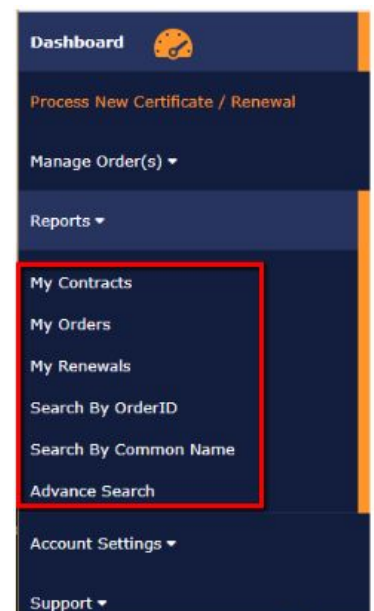 Dashboard
Process New Certificate / Renewal
Manage Order(s) ▾
Reports ▾
My Contracts
My Orders
My Renewals
Search By OrderID
Search By Common Name
Advance Search
Account Settings ▾
Support ▾